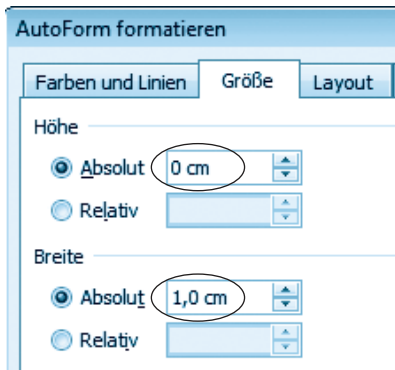 AutoForm formatieren
Farben und Linien Größe Layout
Höhe
Absolut 0 cm
Relativ
Breite
Absolut 1,0 cm
Relativ